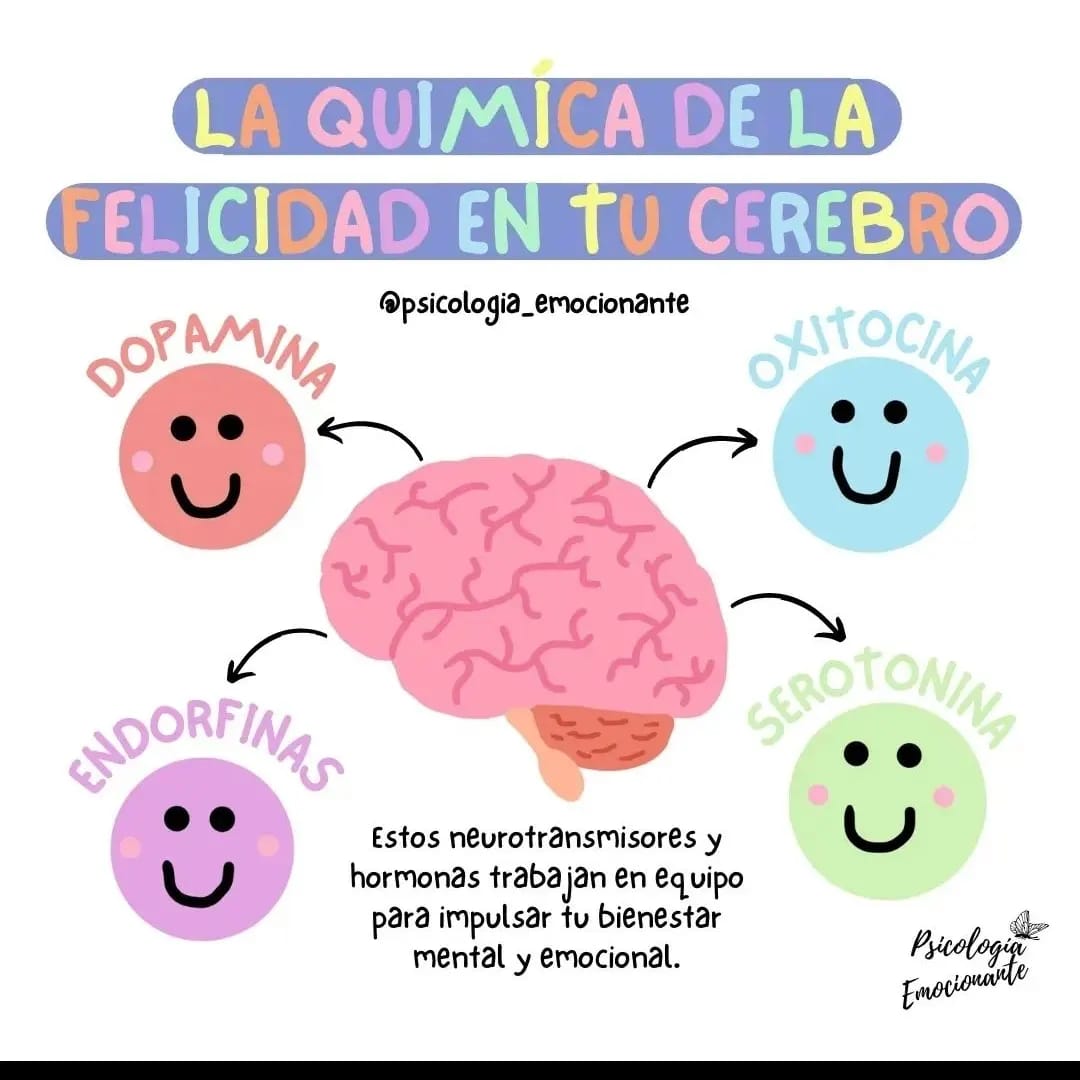 LA QUÍMICA DE LA
FELICIDAD EN TU CEREBRO
@psicologia_emocionante
DOPAMINA
OXITOCINA
ENDORFINAS
SEROTONINA
Estos neurotransmisores y
hormonas trabajan en equipo
para impulsar tu bienestar
mental y emocional.
Psicología
Emocionante